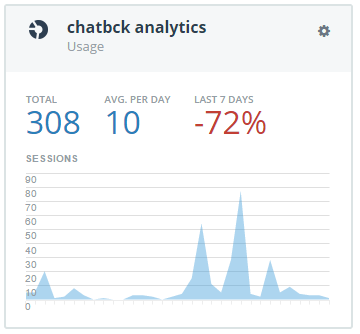 chatbck analytics
Usage
TOTAL AVG. PER DAY LAST 7 DAYS
308 10 -72%
SESSIONS
90
80
70
60
50
40
30
20
10
0